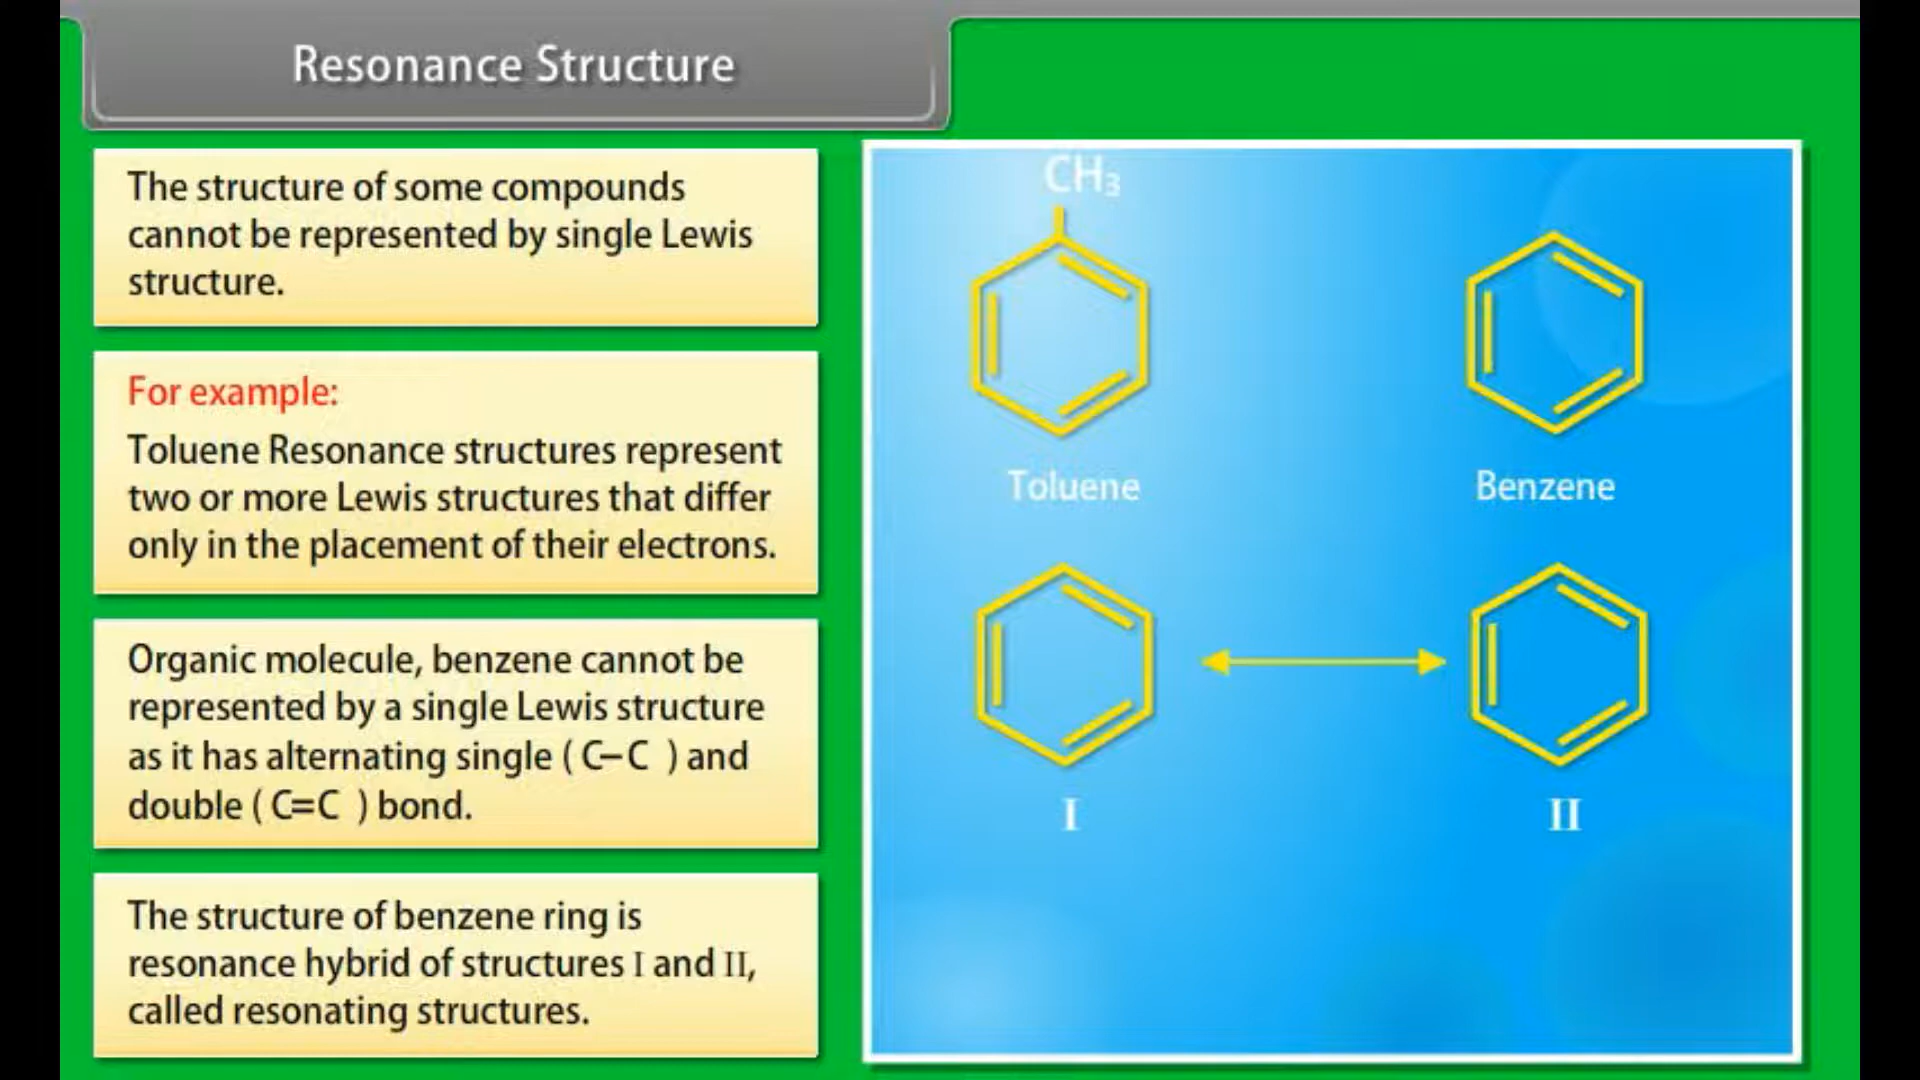 Resonance Structure
The structure of some compounds
cannot be represented by single Lewis
structure.
For example:
Toluene Resonance structures represent
two or more Lewis structures that differ
only in the placement of their electrons.
Organic molecule, benzene cannot be
represented by a single Lewis structure
as it has alternating single ( C–C ) and
double ( C=C ) bond.
The structure of benzene ring is
resonance hybrid of structures I and II,
called resonating structures.
CH₃
Toluene
Benzene
I
II